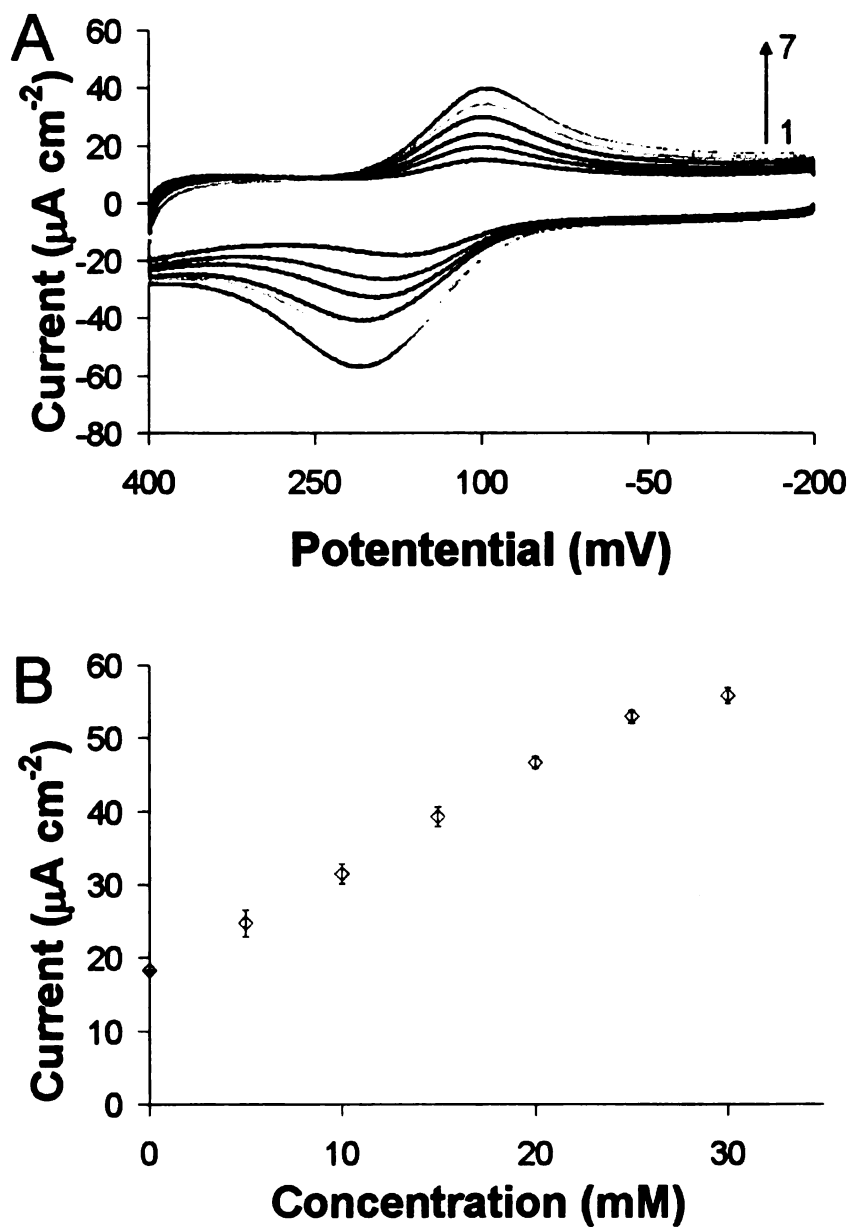 A
Current (μA cm-2)
60
40
20
0
-20
-40
-60
-80
7
1
400 250 100 -50 -200
Potentential (mV)
B
Current (μA cm-2)
60
50
40
30
20
10
0
0 10 20 30
Concentration (mM)